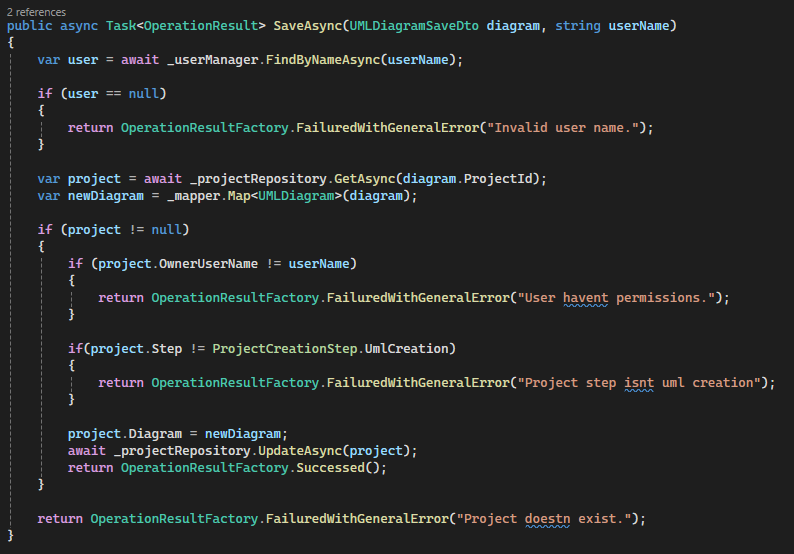 2 references
public async Task<OperationResult> SaveAsync(UMLDiagramSaveDto diagram, string userName)
{
    var user = await _userManager.FindByNameAsync(userName);

    if (user == null)
    {
        return OperationResultFactory.FailuredWithGeneralError("Invalid user name.");
    }

    var project = await _projectRepository.GetAsync(diagram.ProjectId);
    var newDiagram = _mapper.Map<UMLDiagram>(diagram);

    if (project != null)
    {
        if (project.OwnerUserName != userName)
        {
            return OperationResultFactory.FailuredWithGeneralError("User havent permissions.");
        }

        if(project.Step != ProjectCreationStep.UmlCreation)
        {
            return OperationResultFactory.FailuredWithGeneralError("Project step isnt uml creation");
        }

        project.Diagram = newDiagram;
        await _projectRepository.UpdateAsync(project);
        return OperationResultFactory.Successed();
    }

    return OperationResultFactory.FailuredWithGeneralError("Project doestn exist.");
}